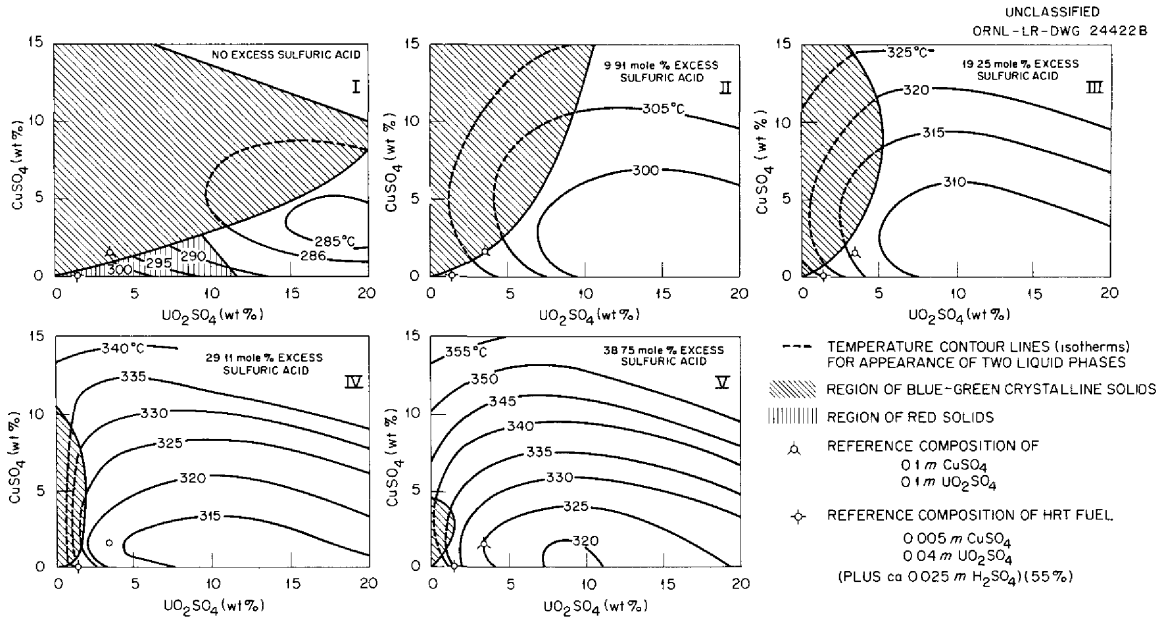 UNCLASSIFIED
ORNL-LR-DWG 24422B
15
10
5
0
CuSO4 (wt %)
NO EXCESS SULFURIC ACID
I
285°C
286
290
295
300
0 5 10 15 20
UO2SO4 (wt %)
15
10
5
0
CuSO4 (wt %)
9 91 mole % EXCESS
SULFURIC ACID
II
305°C
300
0 5 10 15 20
UO2SO4 (wt %)
15
10
5
0
CuSO4 (wt %)
325°C
19 25 mole % EXCESS
SULFURIC ACID
III
320
315
310
0 5 10 15 20
UO2SO4 (wt %)
15
10
5
0
CuSO4 (wt %)
340°C
29 11 mole % EXCESS
SULFURIC ACID
IV
335
330
325
320
315
0 5 10 15 20
UO2SO4 (wt %)
15
10
5
0
CuSO4 (wt %)
355°C
38 75 mole % EXCESS
SULFURIC ACID
V
350
345
340
335
330
325
320
0 5 10 15 20
UO2SO4 (wt %)
TEMPERATURE CONTOUR LINES (isotherms)
FOR APPEARANCE OF TWO LIQUID PHASES
REGION OF BLUE-GREEN CRYSTALLINE SOLIDS
REGION OF RED SOLIDS
REFERENCE COMPOSITION OF
0 1 m CuSO4
0 1 m UO2SO4
REFERENCE COMPOSITION OF HRT FUEL.
0 005 m CuSO4
0 04 m UO2SO4
(PLUS ca 0 025 m H2SO4) (55%)